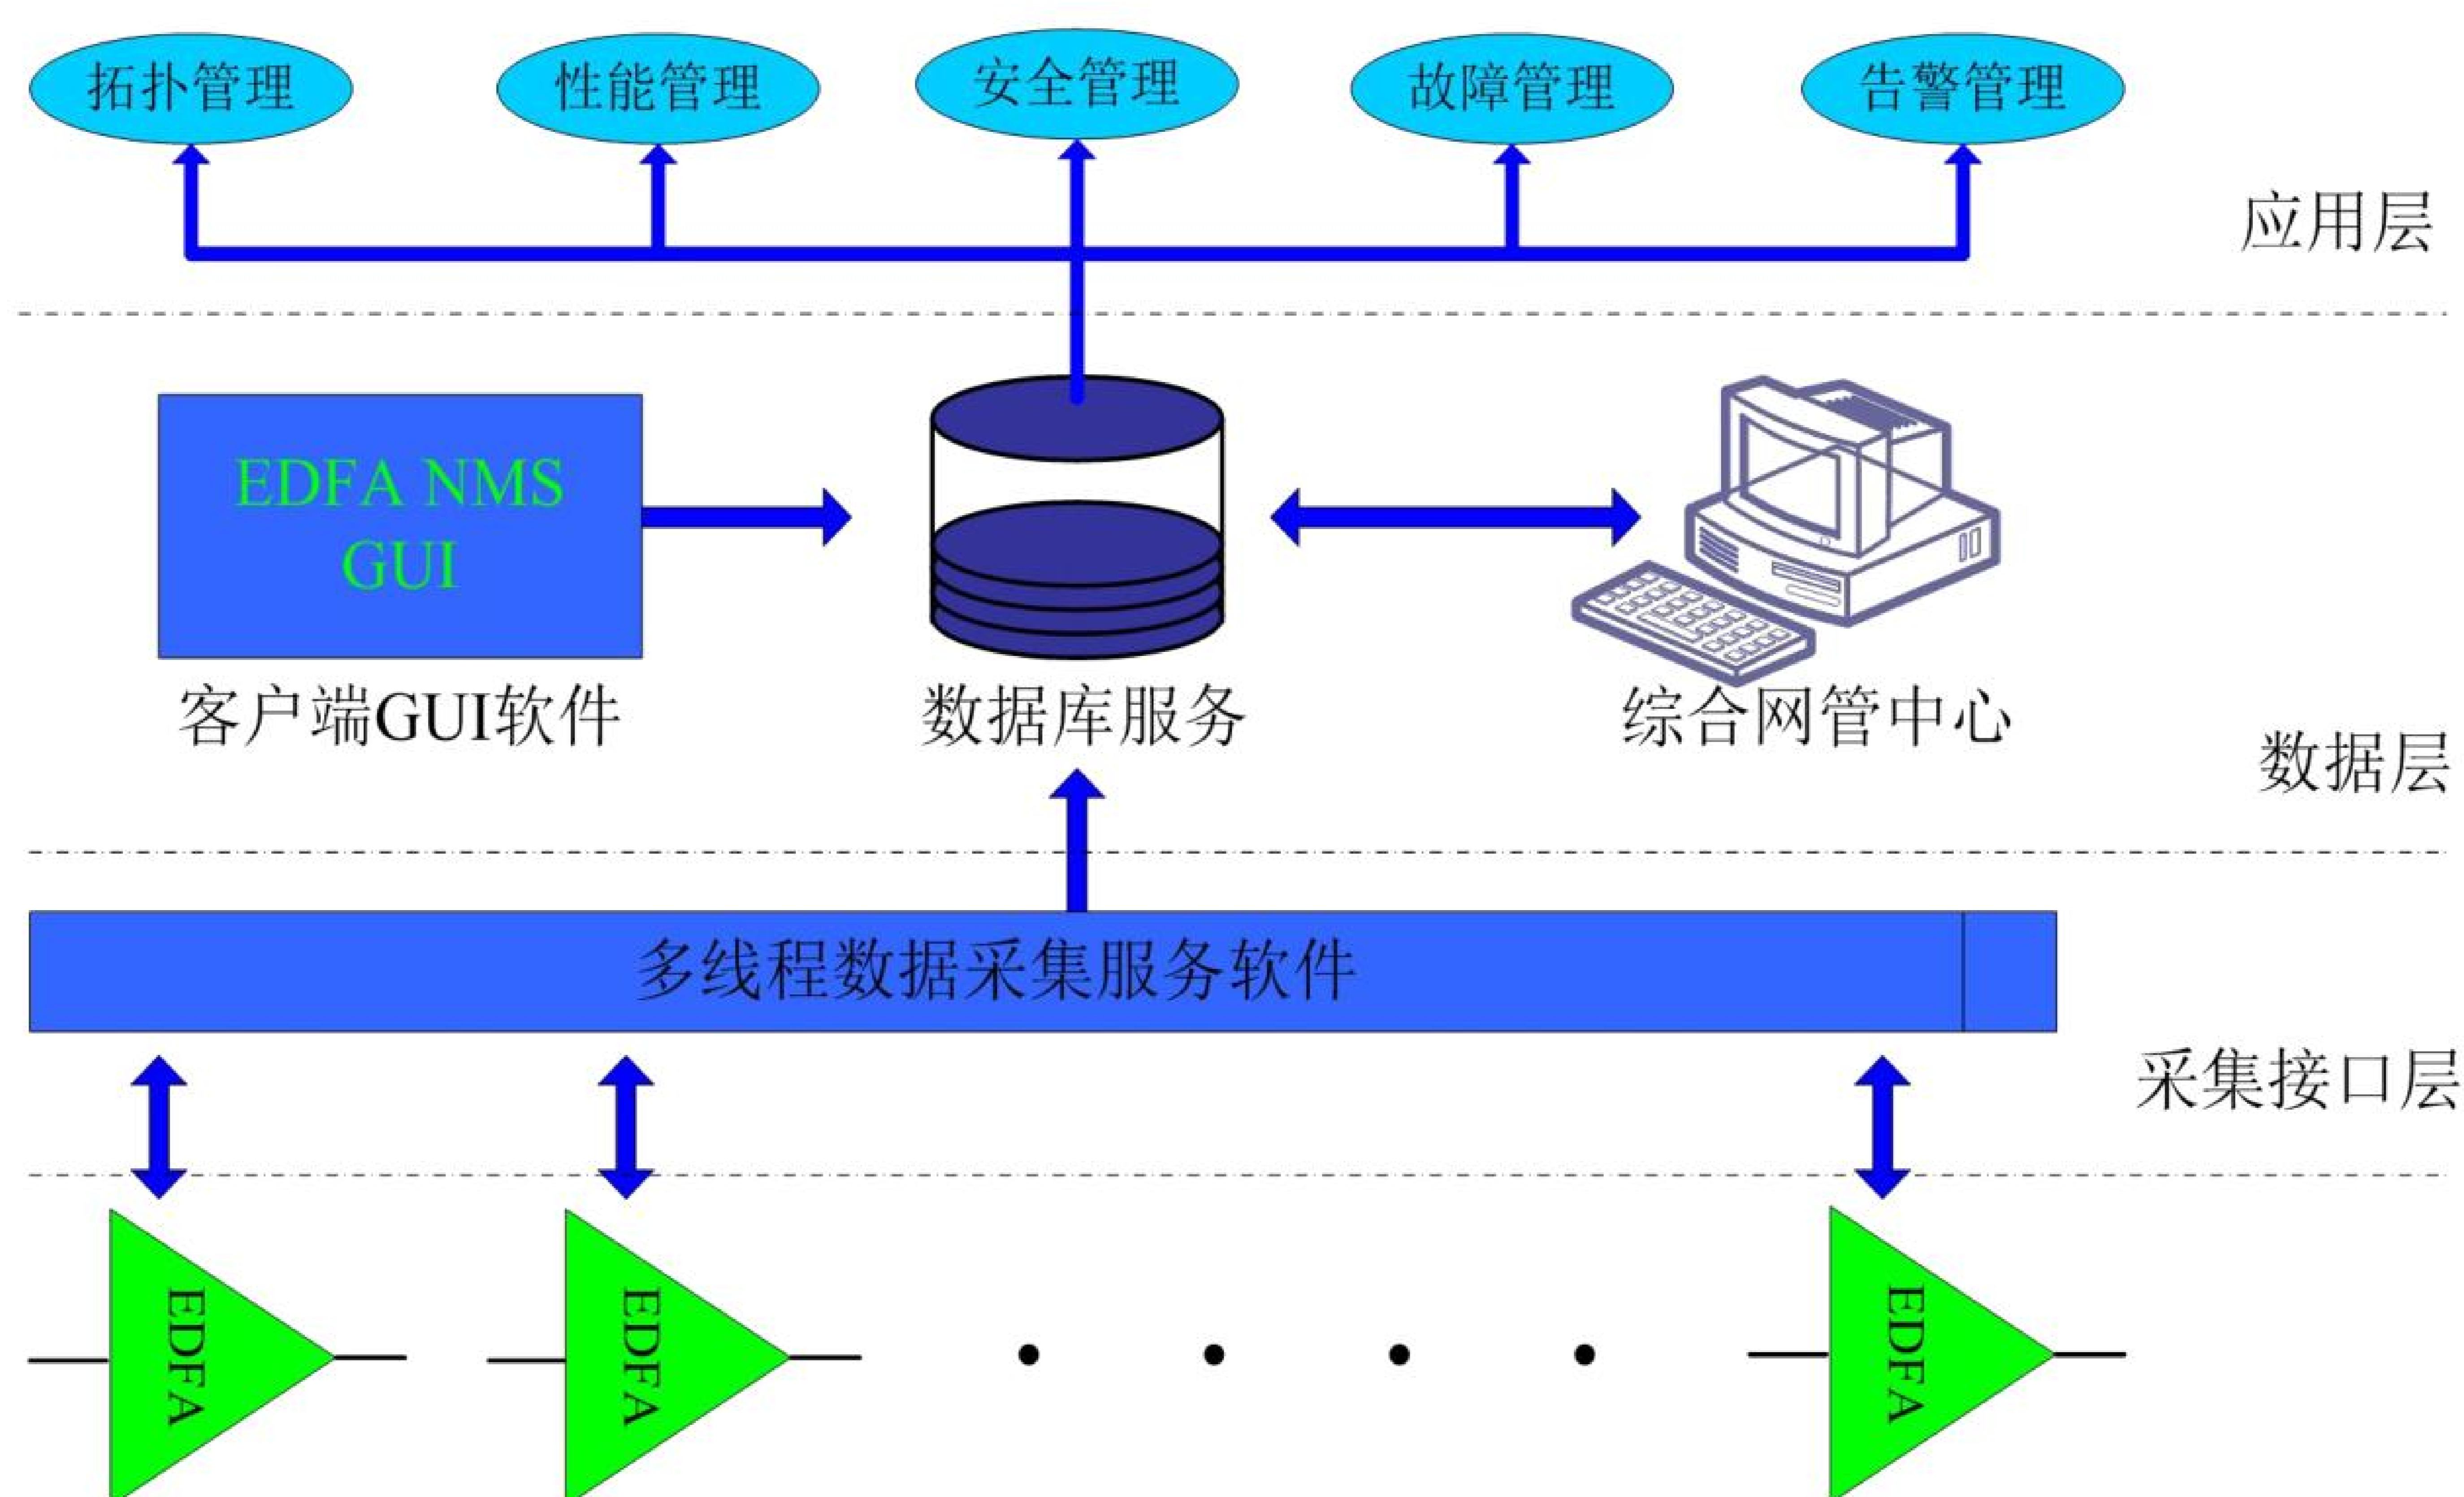 拓扑管理
性能管理
安全管理
故障管理
告警管理
应用层
EDFA NMS
GUI
客户端GUI软件
数据库服务
综合网管中心
数据层
多线程数据采集服务软件
采集接口层
EDFA
EDFA
EDFA